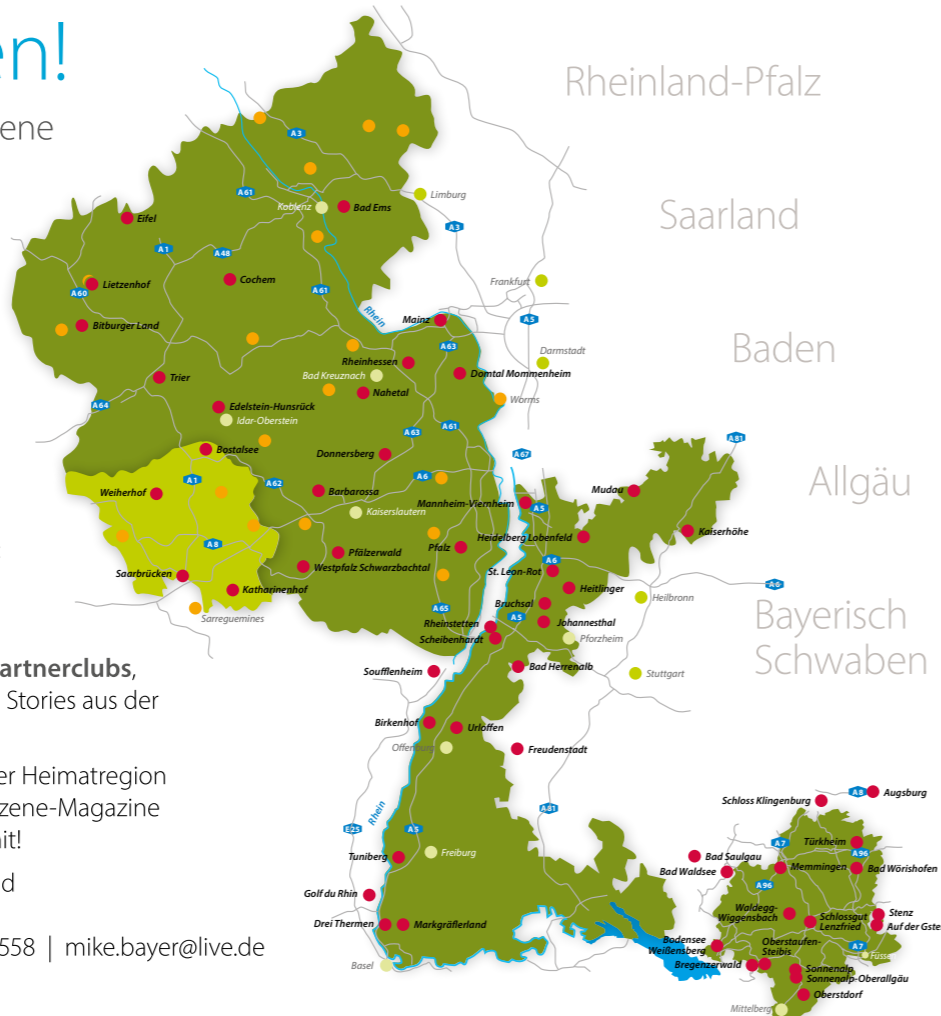 en!
ene
Rheinland-Pfalz
Saarland
Baden
Allgäu
Bayerisch
Schwaben
A3
Limburg
A61
Koblenz
Bad Ems
Eifel
A3
A1
A48
Frankfurt
Cochem
A60
Lietzenhof
A61
Rhein
Mainz
A5
Bitburger Land
A63
Darmstadt
Rheinhessen
Domtal Mommenheim
Bad Kreuznach
Trier
Nahetal
Worms
A64
Edelstein-Hunsrück
Idar-Oberstein
A63
A61
A81
Bostalsee
Donnersberg
A67
A1
A62
A6
Weiherhof
Barbarossa
Mudau
Mannheim-Viernheim
A5
Kaiserslautern
Kaiserhöhe
Heidelberg Lobenfeld
A8
Pfalz
Pfälzerwald
A6
Westpfalz Schwarzbachtal
St. Leon-Rot
Saarbrücken
A6
Katharinenhof
Heitlinger
Heilbronn
Sarreguemines
A65
Bruchsal
A5
Johannesthal
Rheinstetten
Scheibenhardt
Pforzheim
artnerclubs,
Soufflenheim
Bad Herrenalb
Stuttgart
Stories aus der
Birkenhof
Urloffen
Offenburg
Freudenstadt
er Heimatregion
zene-Magazine
it!
d
558 | mike.bayer@live.de
A81
E25
Rhein
A5
Schloss Klingenburg
A8
Augsburg
A7
Türkheim
A96
Tuniberg
Freiburg
Bad Saulgau
Bad Waldsee
Memmingen
Bad Wörishofen
A96
Golf du Rhin
Waldegg-
Wiggensbach
Schlossgut
Lenzfried
Stenz
Auf der Gste
Drei Thermen
Markgräflerland
Bodensee
Weißensberg
Oberstaufen-
Steibis
A7
Füsse
Basel
Bregenzerwald
Sonnenalp
Sonnenalp-Oberallgäu
Oberstdorf
Mittelberg